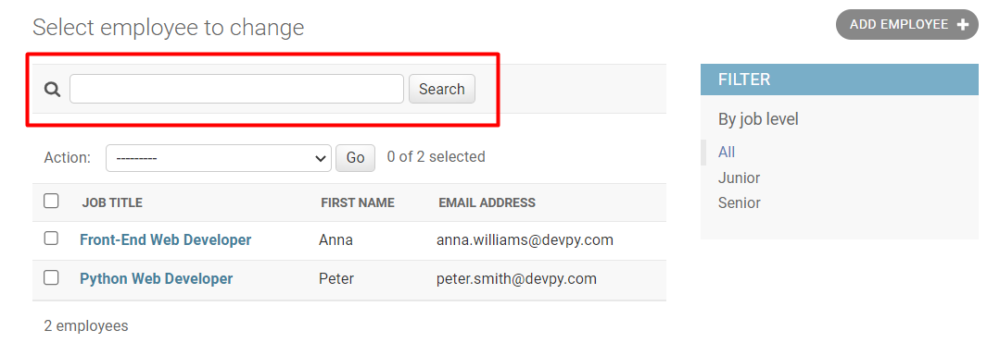 Select employee to change
ADD EMPLOYEE +
Search
FILTER
By job level
All
Junior
Senior
Action: --------- Go 0 of 2 selected
JOB TITLE FIRST NAME EMAIL ADDRESS
Front-End Web Developer Anna anna.williams@devpy.com
Python Web Developer Peter peter.smith@devpy.com
2 employees